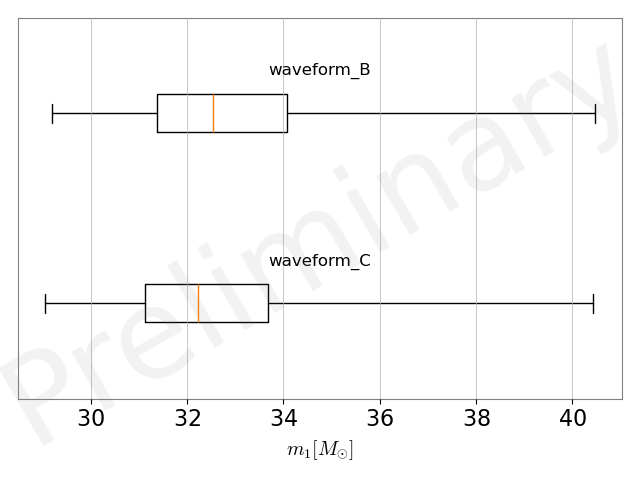 waveform_B
waveform_C
Preliminary
30 32 34 36 38 40
m₁[M⊙]